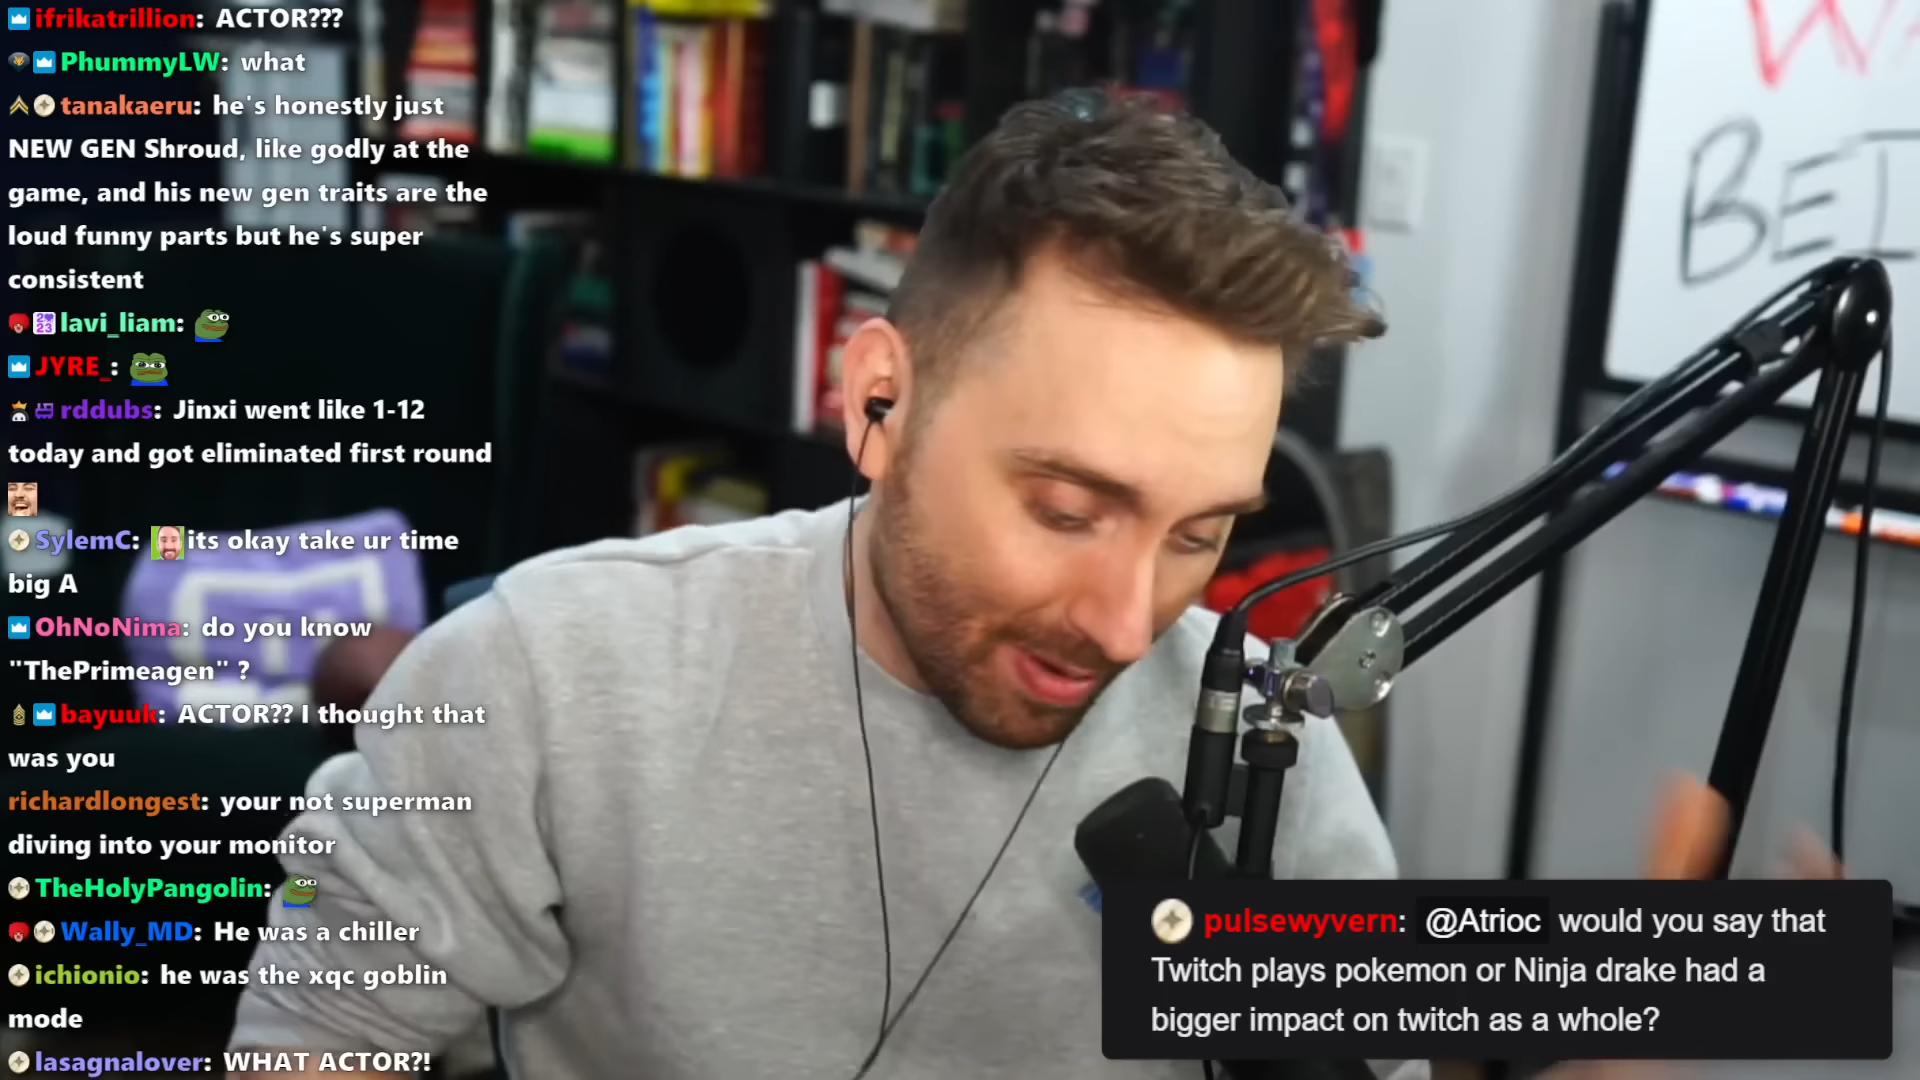 ifrikatrillion: ACTOR???
PhummyLW: what
tanakaeru: he's honestly just
NEW GEN Shroud, like godly at the
game, and his new gen traits are the
loud funny parts but he's super
consistent
lavi_liam:
JYRE_:
rddubs: Jinxi went like 1-12
today and got eliminated first round
SylemC: its okay take ur time
big A
OhNoNima: do you know
"ThePrimeagen" ?
bayuuk: ACTOR?? I thought that
was you
richardlongest: your not superman
diving into your monitor
TheHolyPangolin:
Wally_MD: He was a chiller
ichionio: he was the xqc goblin
mode
lasagnalover: WHAT ACTOR?!
BEI
pulsewyvern: @Atrioc would you say that
Twitch plays pokemon or Ninja drake had a
bigger impact on twitch as a whole?